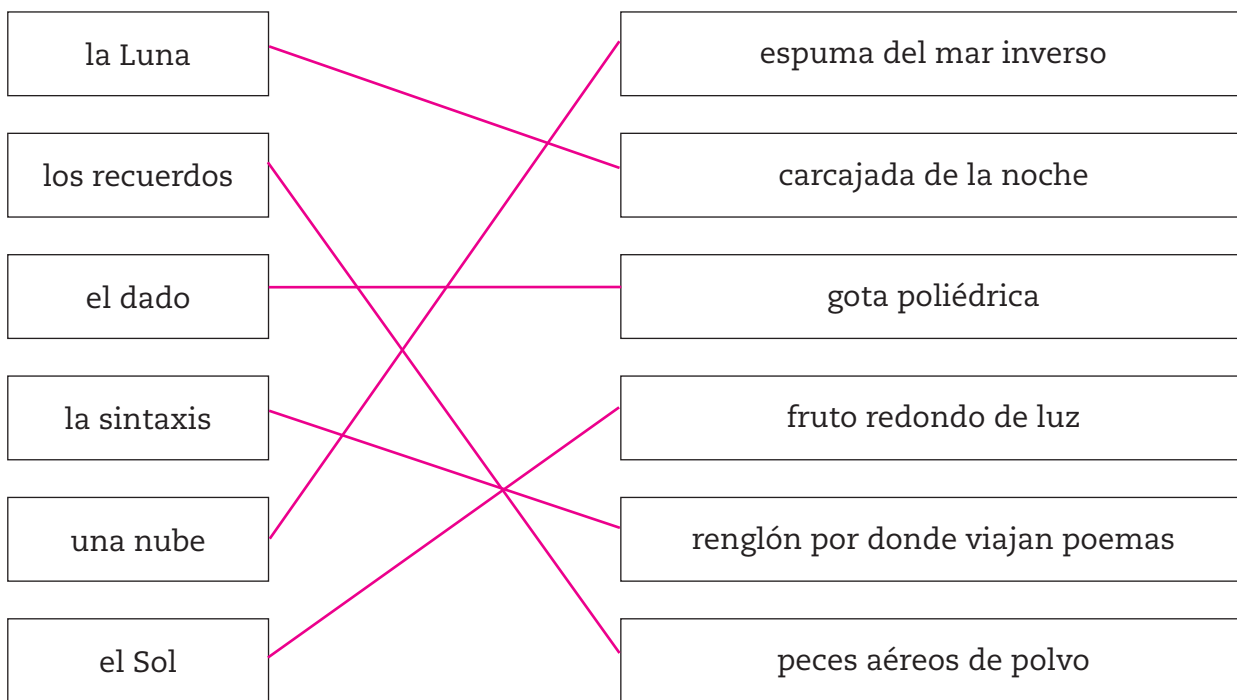 la Luna
espuma del mar inverso
los recuerdos
carcajada de la noche
el dado
gota poliédrica
la sintaxis
fruto redondo de luz
una nube
renglón por donde viajan poemas
el Sol
peces aéreos de polvo